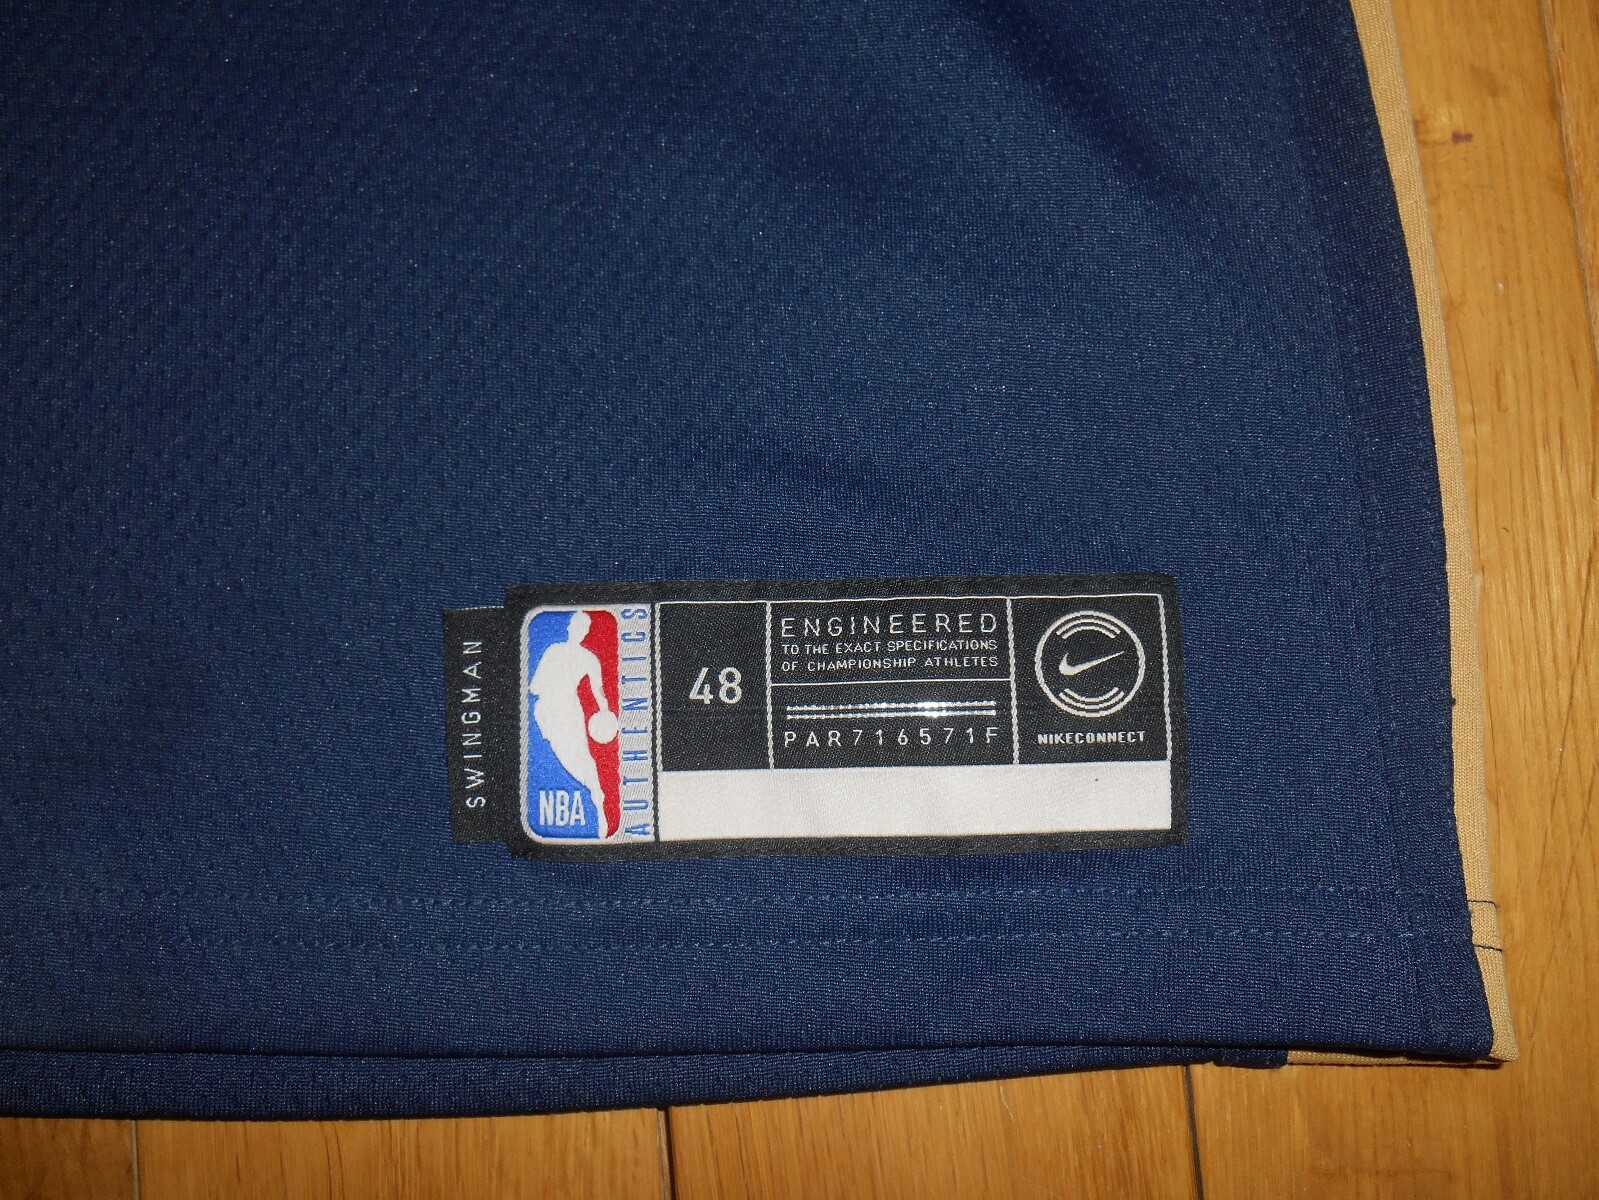 SWINGMAN
NBA
AUTHENTICS
48
ENGINEERED
TO THE EXACT SPECIFICATIONS
OF CHAMPIONSHIP ATHLETES
PAR716571F
NIKECONNECT